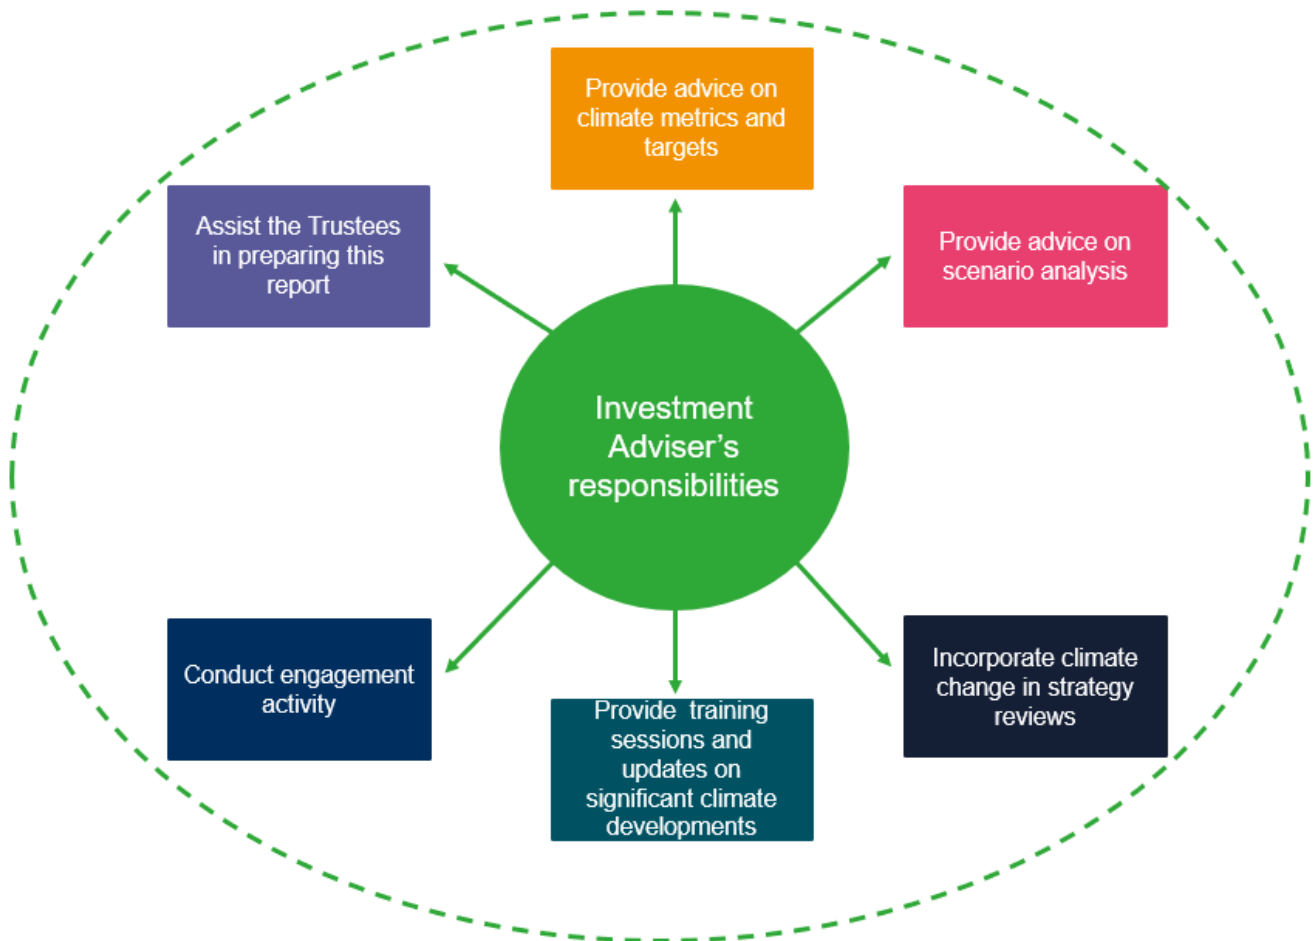 Provide advice on
climate metrics and
targets
Assist the Trustees
in preparing this
report
Provide advice on
scenario analysis
Investment
Adviser’s
responsibilities
Conduct engagement
activity
Incorporate climate
change in strategy
reviews
Provide  training
sessions and
updates on
significant climate
developments